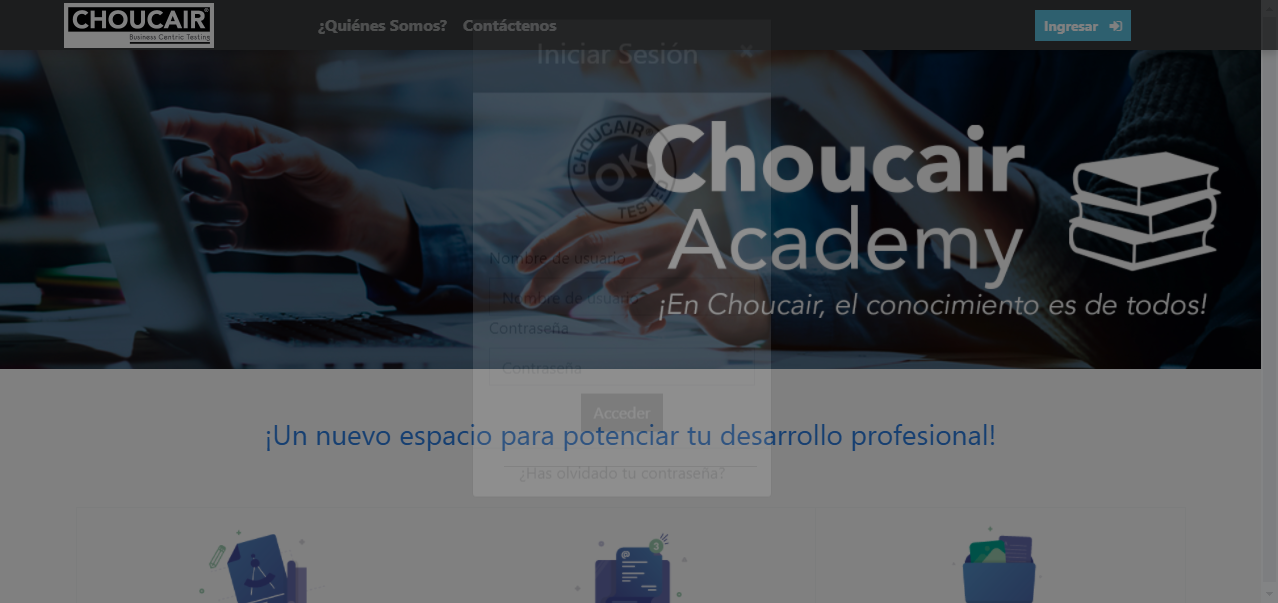 CHOUCAIR®
Business Centric Testing
¿Quiénes Somos?
Contáctenos
Ingresar
Iniciar Sesión
×
CHOUCAIR®
OK
TESTED
Choucair
Academy
¡En Choucair, el conocimiento es de todos!
Nombre de usuario
Nombre de usuario
Contraseña
Contraseña
Acceder
¡Un nuevo espacio para potenciar tu desarrollo profesional!
¿Has olvidado tu contraseña?